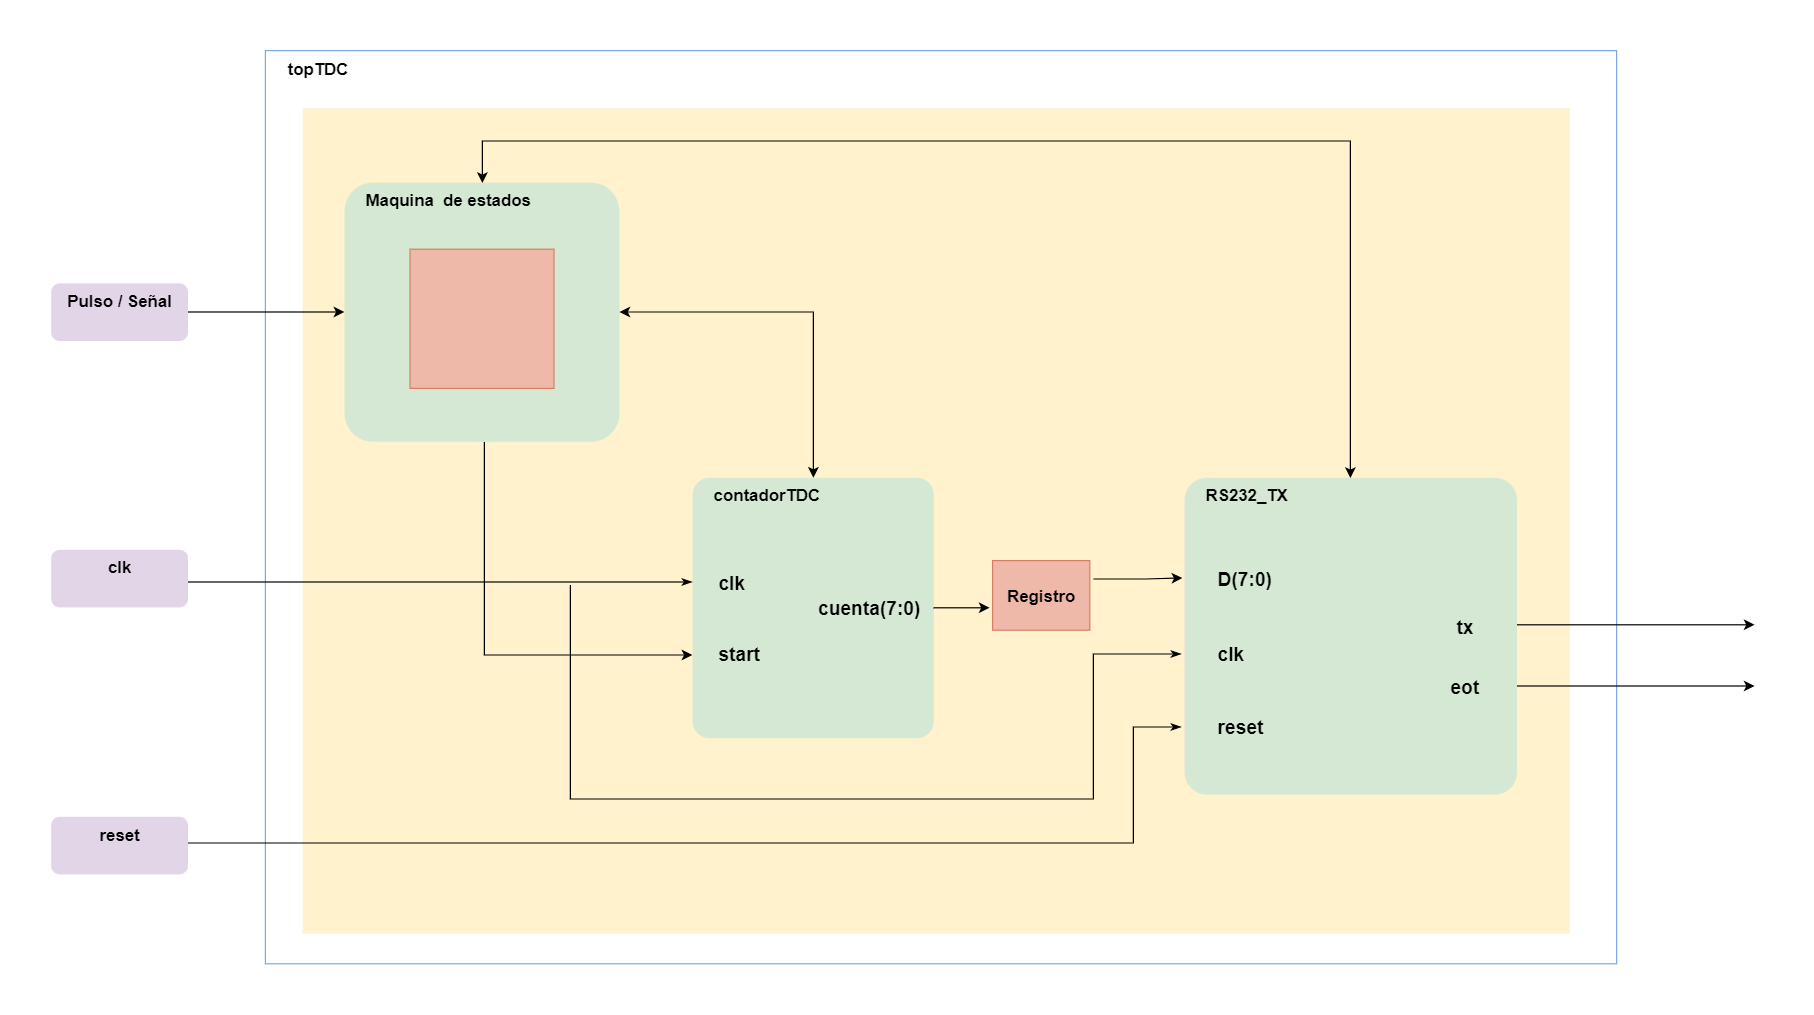 topTDC
Maquina  de estados
Pulso / Señal
contadorTDC
RS232_TX
clk
clk
cuenta(7:0)
Registro
D(7:0)
start
clk
tx
eot
reset
reset